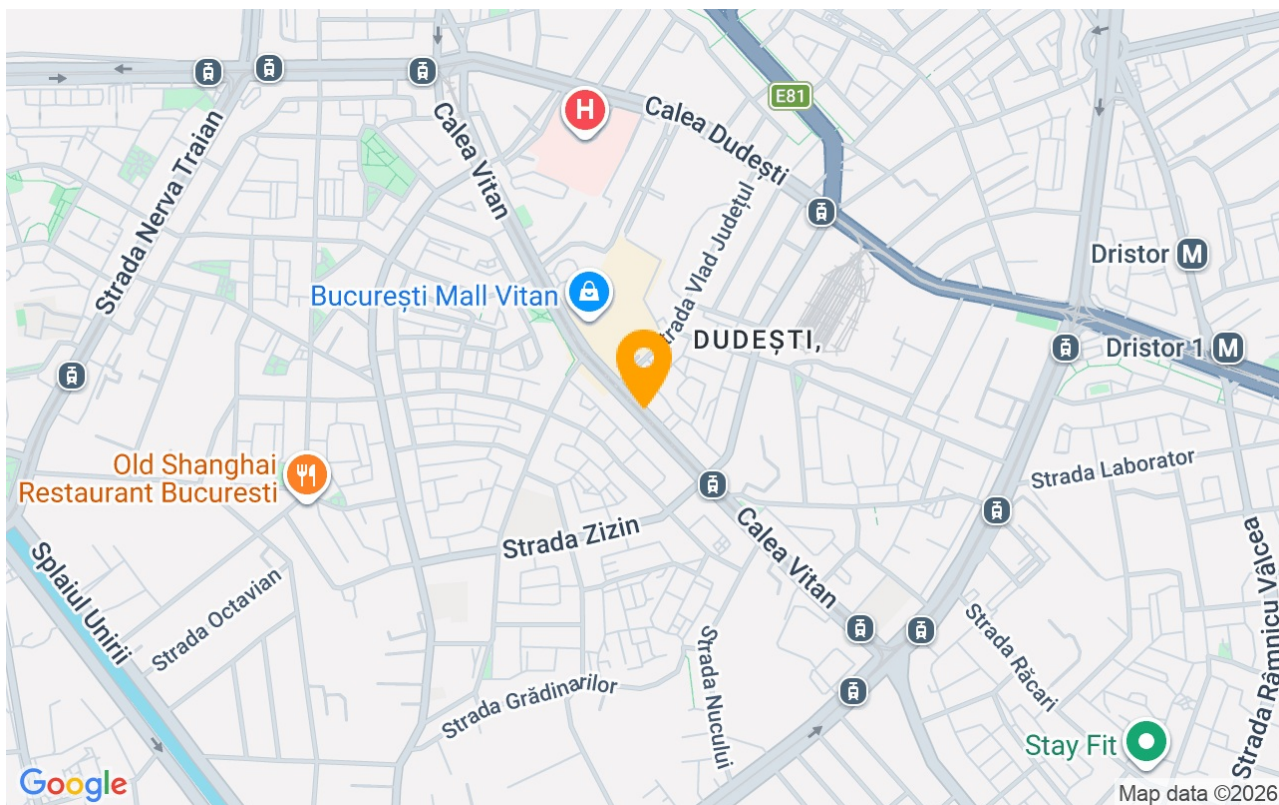 E81
H
Calea Dudești
Calea Vitan
Strada Nerva Traian
Strada Vlad Județul
Dristor M
București Mall Vitan
DUDEȘTI,
Dristor 1 M
Old Shanghai
Restaurant Bucuresti
Strada Laborator
Strada Zizin
Calea Vitan
Splaiul Unirii
Strada Octavian
Strada Râmnicu Vâlcea
Strada Răcari
Strada Nucului
Strada Grădinarilor
Stay Fit
Google
Map data ©2026